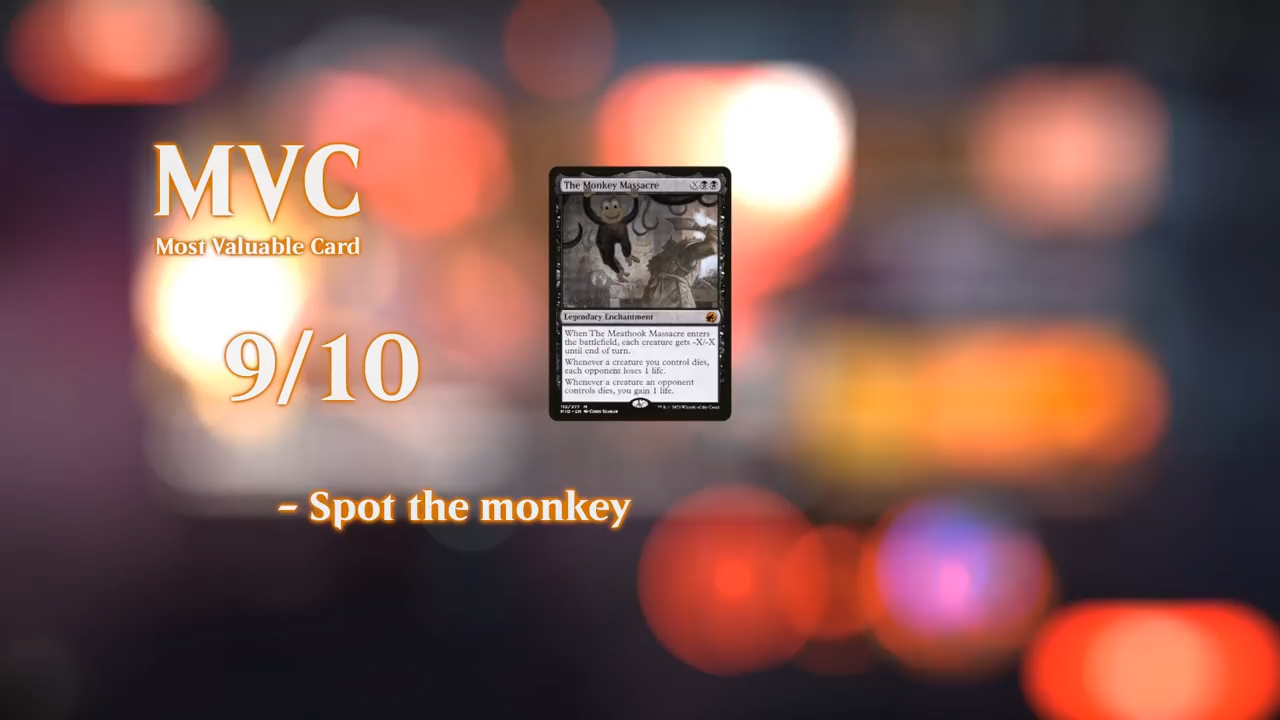 MVC
Most Valuable Card
9/10
- Spot the monkey
The Monkey Massacre X
Legendary Enchantment
When The Meathook Massacre enters
the battlefield, each creature gets -X/-X
until end of turn.
Whenever a creature you control dies,
each opponent loses 1 life.
Whenever a creature an opponent
controls dies, you gain 1 life.